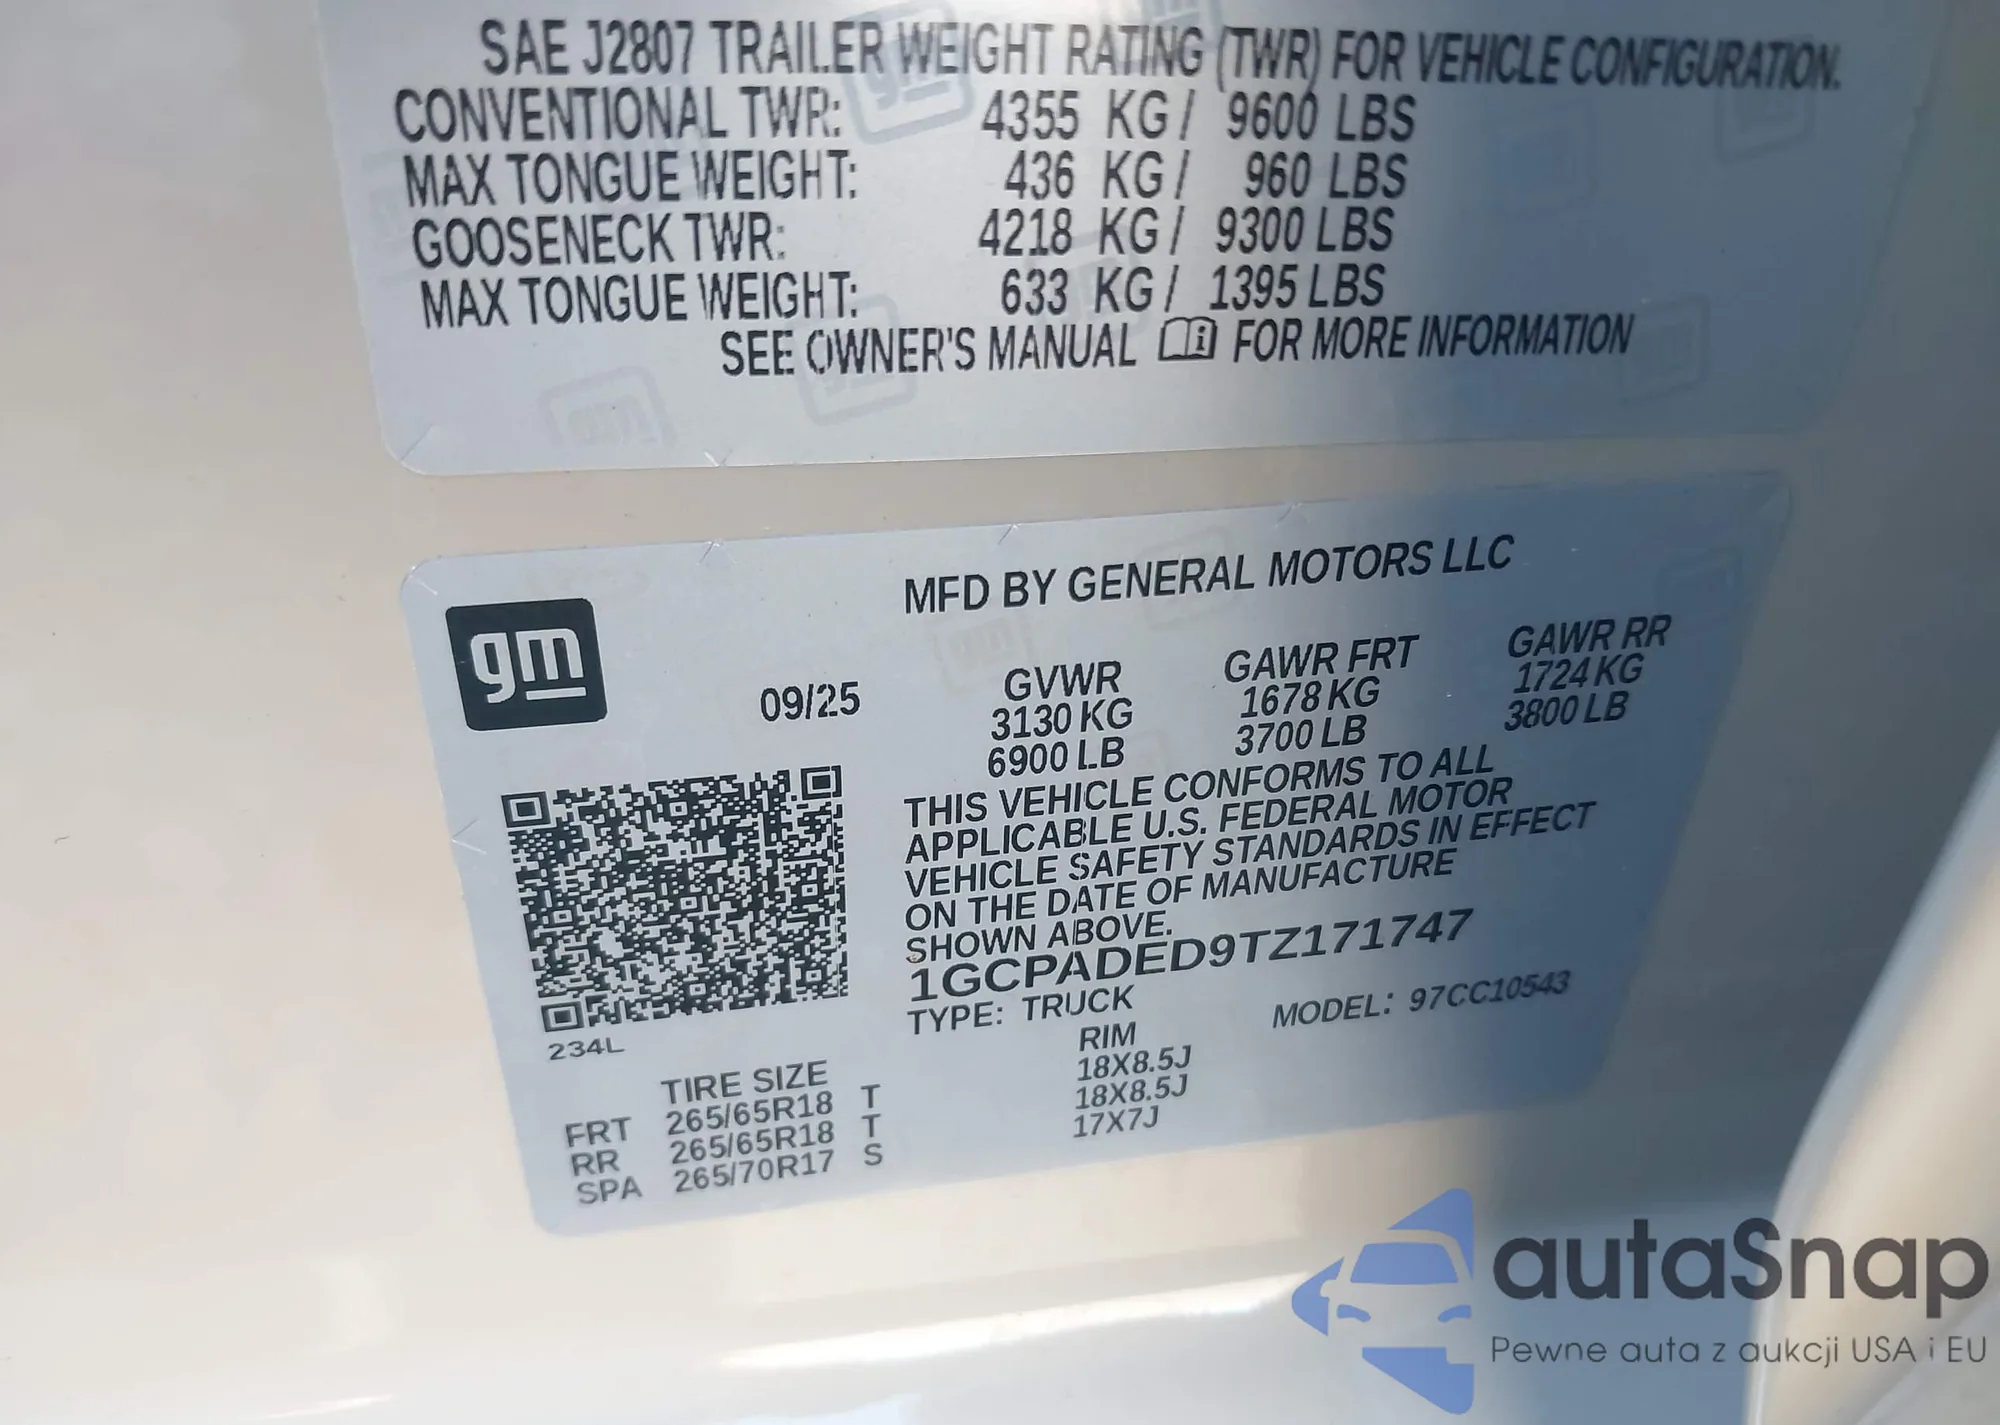 SAE J2807 TRAILER WEIGHT RATING (TWR) FOR VEHICLE CONFIGURATION.
CONVENTIONAL TWR: 4355 KG / 9600 LBS
MAX TONGUE WEIGHT: 436 KG / 960 LBS
GOOSENECK TWR: 4218 KG / 9300 LBS
MAX TONGUE WEIGHT: 633 KG / 1395 LBS
SEE OWNER'S MANUAL FOR MORE INFORMATION
MFD BY GENERAL MOTORS LLC
gm
09/25
GVWR GAWR FRT GAWR RR
3130 KG 1678 KG 1724 KG
6900 LB 3700 LB 3800 LB
THIS VEHICLE CONFORMS TO ALL
APPLICABLE U.S. FEDERAL MOTOR
VEHICLE SAFETY STANDARDS IN EFFECT
ON THE DATE OF MANUFACTURE
SHOWN ABOVE.
1GCPADED9TZ171747
TYPE: TRUCK MODEL: 97CC10543
234L
TIRE SIZE RIM
FRT 265/65R18 T 18X8.5J
RR 265/65R18 T 18X8.5J
SPA 265/70R17 S 17X7J
autaSnap
Pewne auta z aukcji USA i EU